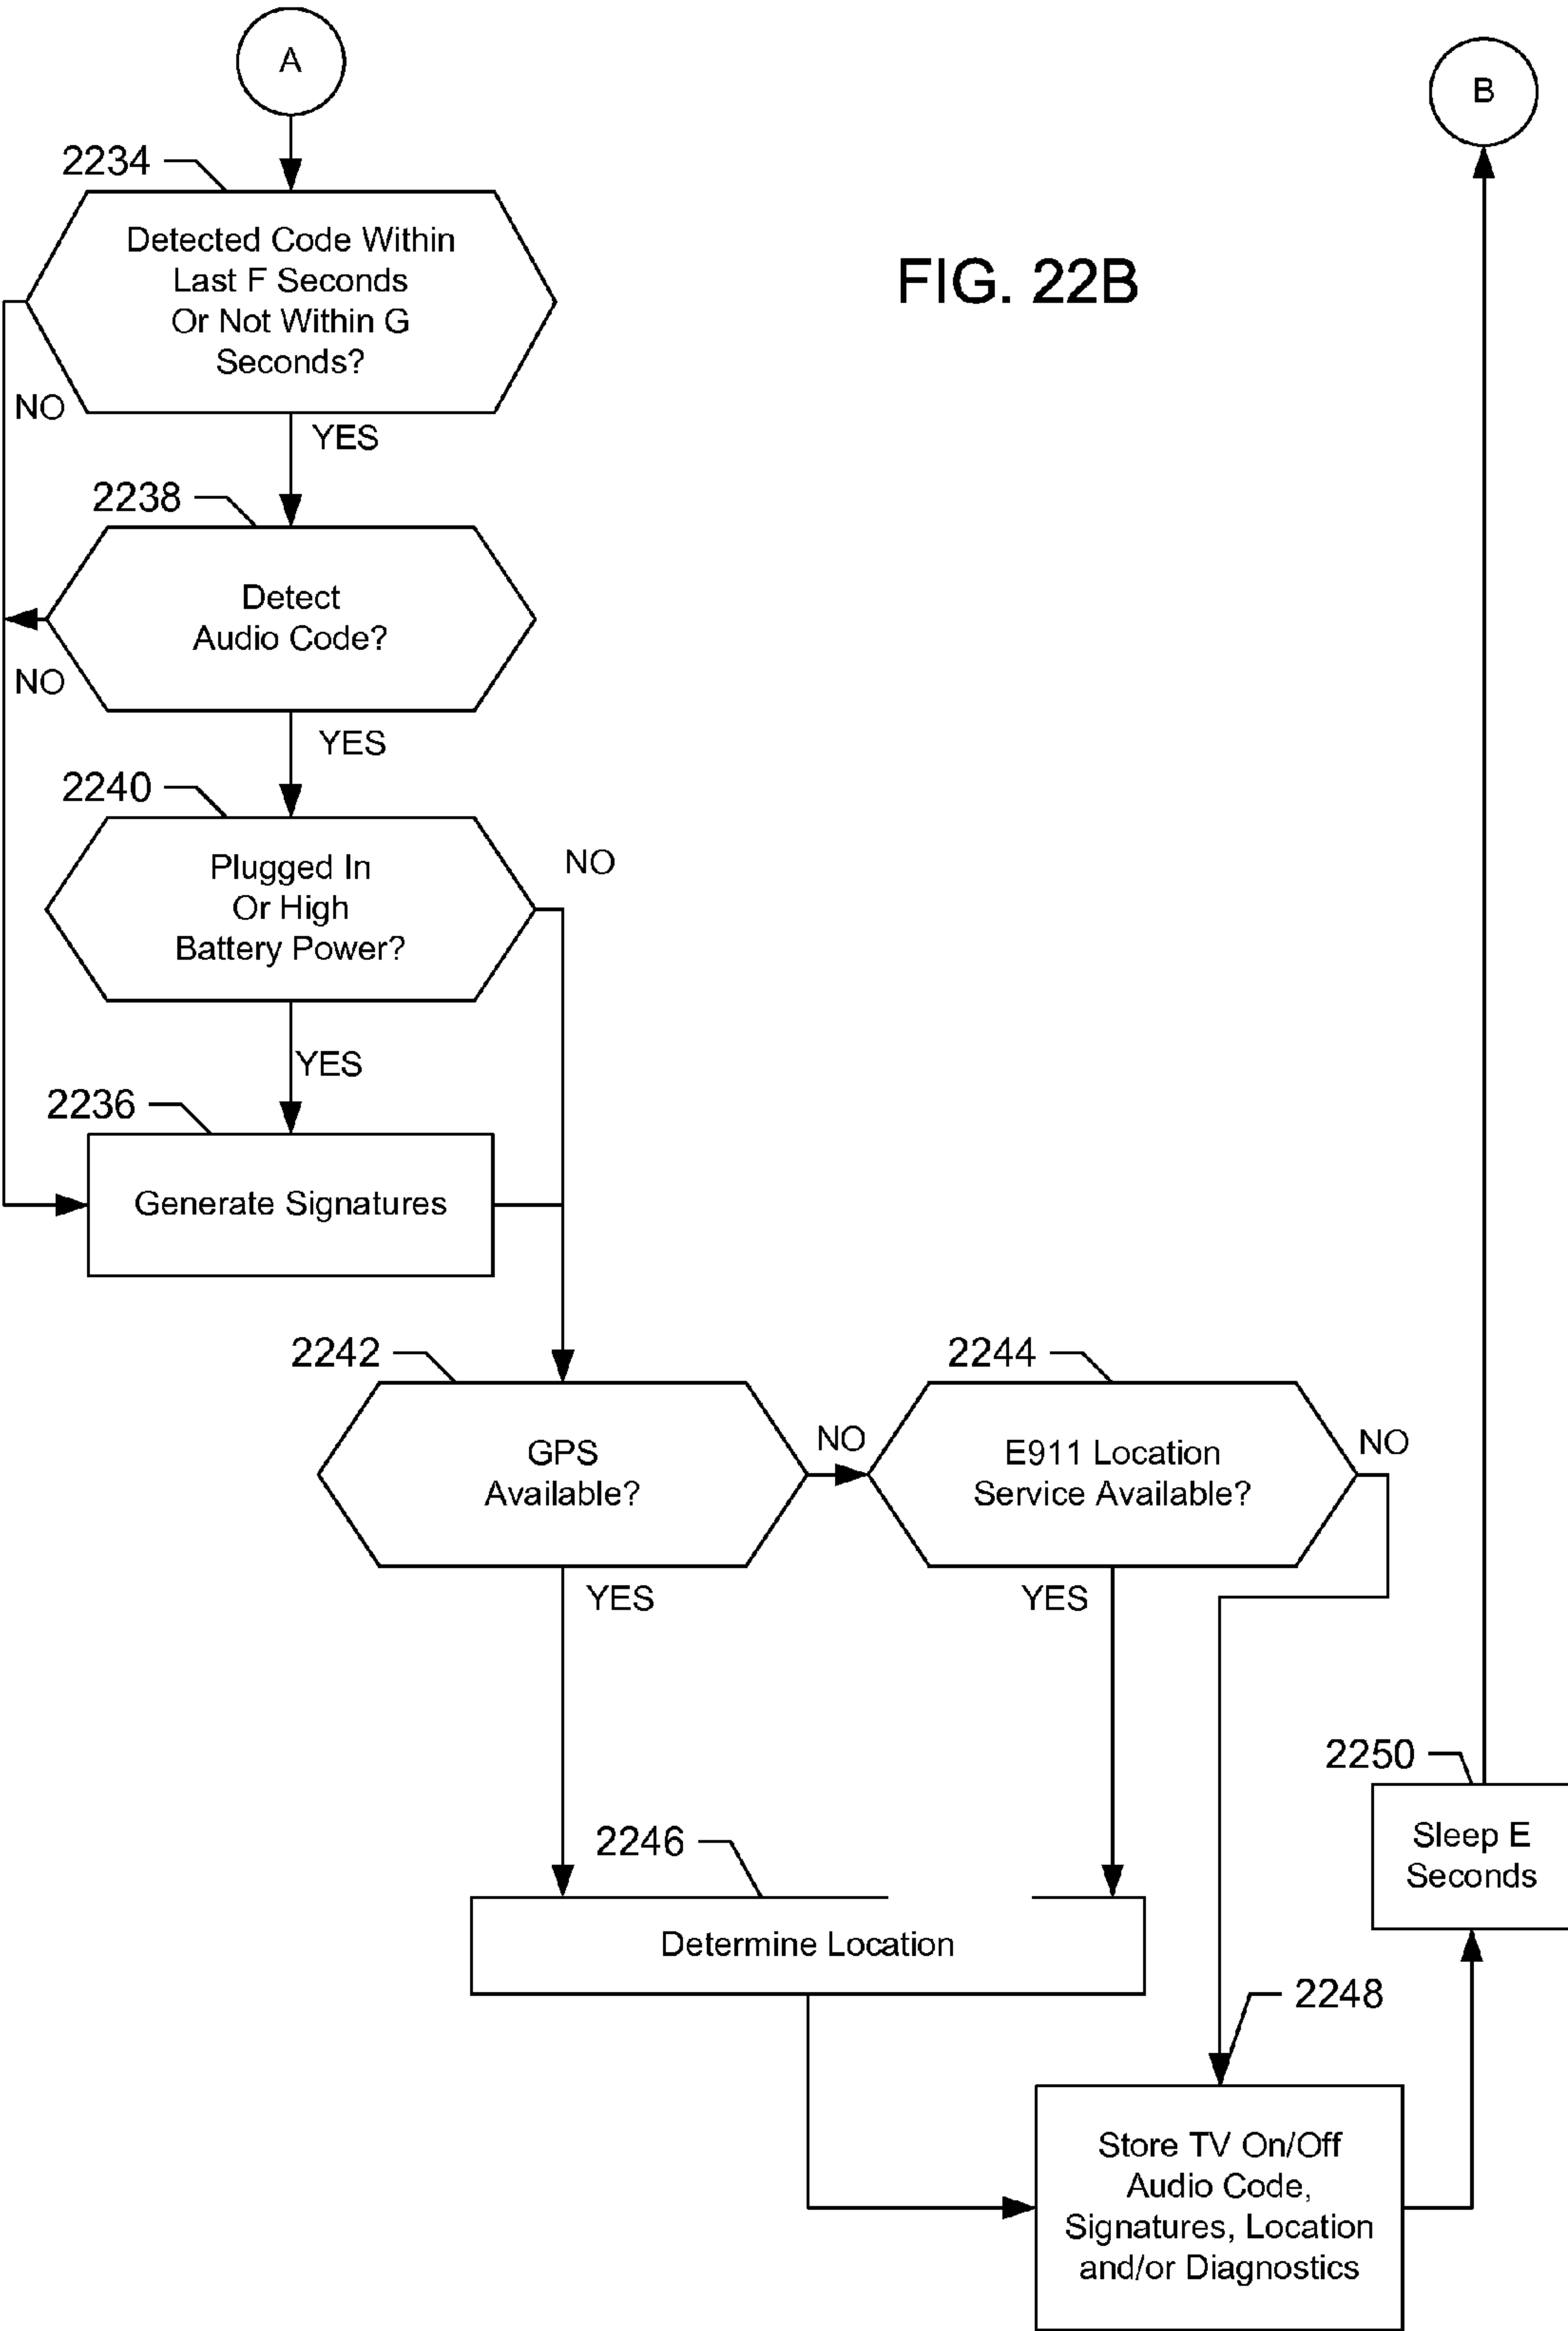 A
B
2234
Detected Code Within
Last F Seconds
Or Not Within G
Seconds?
FIG. 22B
NO
YES
2238
Detect
Audio Code?
NO
YES
2240
Plugged In
Or High
Battery Power?
NO
YES
2236
Generate Signatures
2242
GPS
Available?
NO
YES
2244
E911 Location
Service Available?
NO
YES
2246
Determine Location
2250
Sleep E
Seconds
2248
Store TV On/Off
Audio Code,
Signatures, Location
and/or Diagnostics